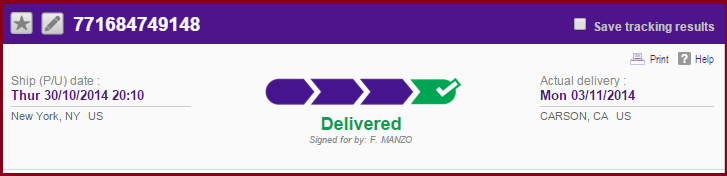 771684749148
Save tracking results
Print Help
Ship (P/U) date :
Thur 30/10/2014 20:10
New York, NY US
Delivered
Signed for by: F. MANZO
Actual delivery :
Mon 03/11/2014
CARSON, CA US